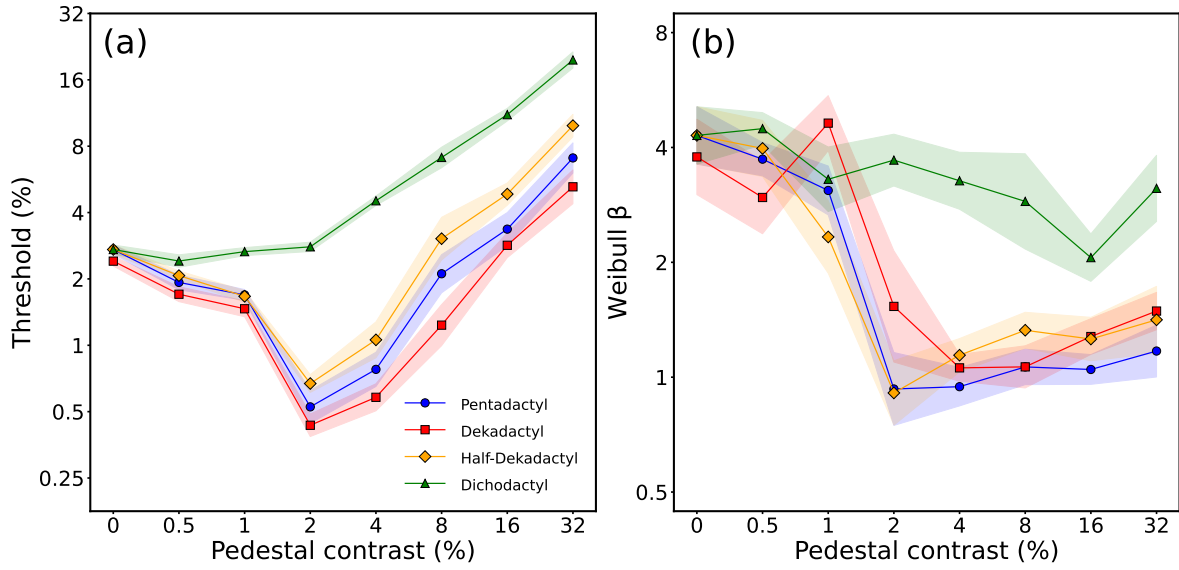 (a)
Threshold (%)
32
16
8
4
2
1
0.5
0.25
Pentadactyl
Dekadactyl
Half-Dekadactyl
Dichodactyl
0 0.5 1 2 4 8 16 32
Pedestal contrast (%)
(b)
Weibull β
8
4
2
1
0.5
0 0.5 1 2 4 8 16 32
Pedestal contrast (%)